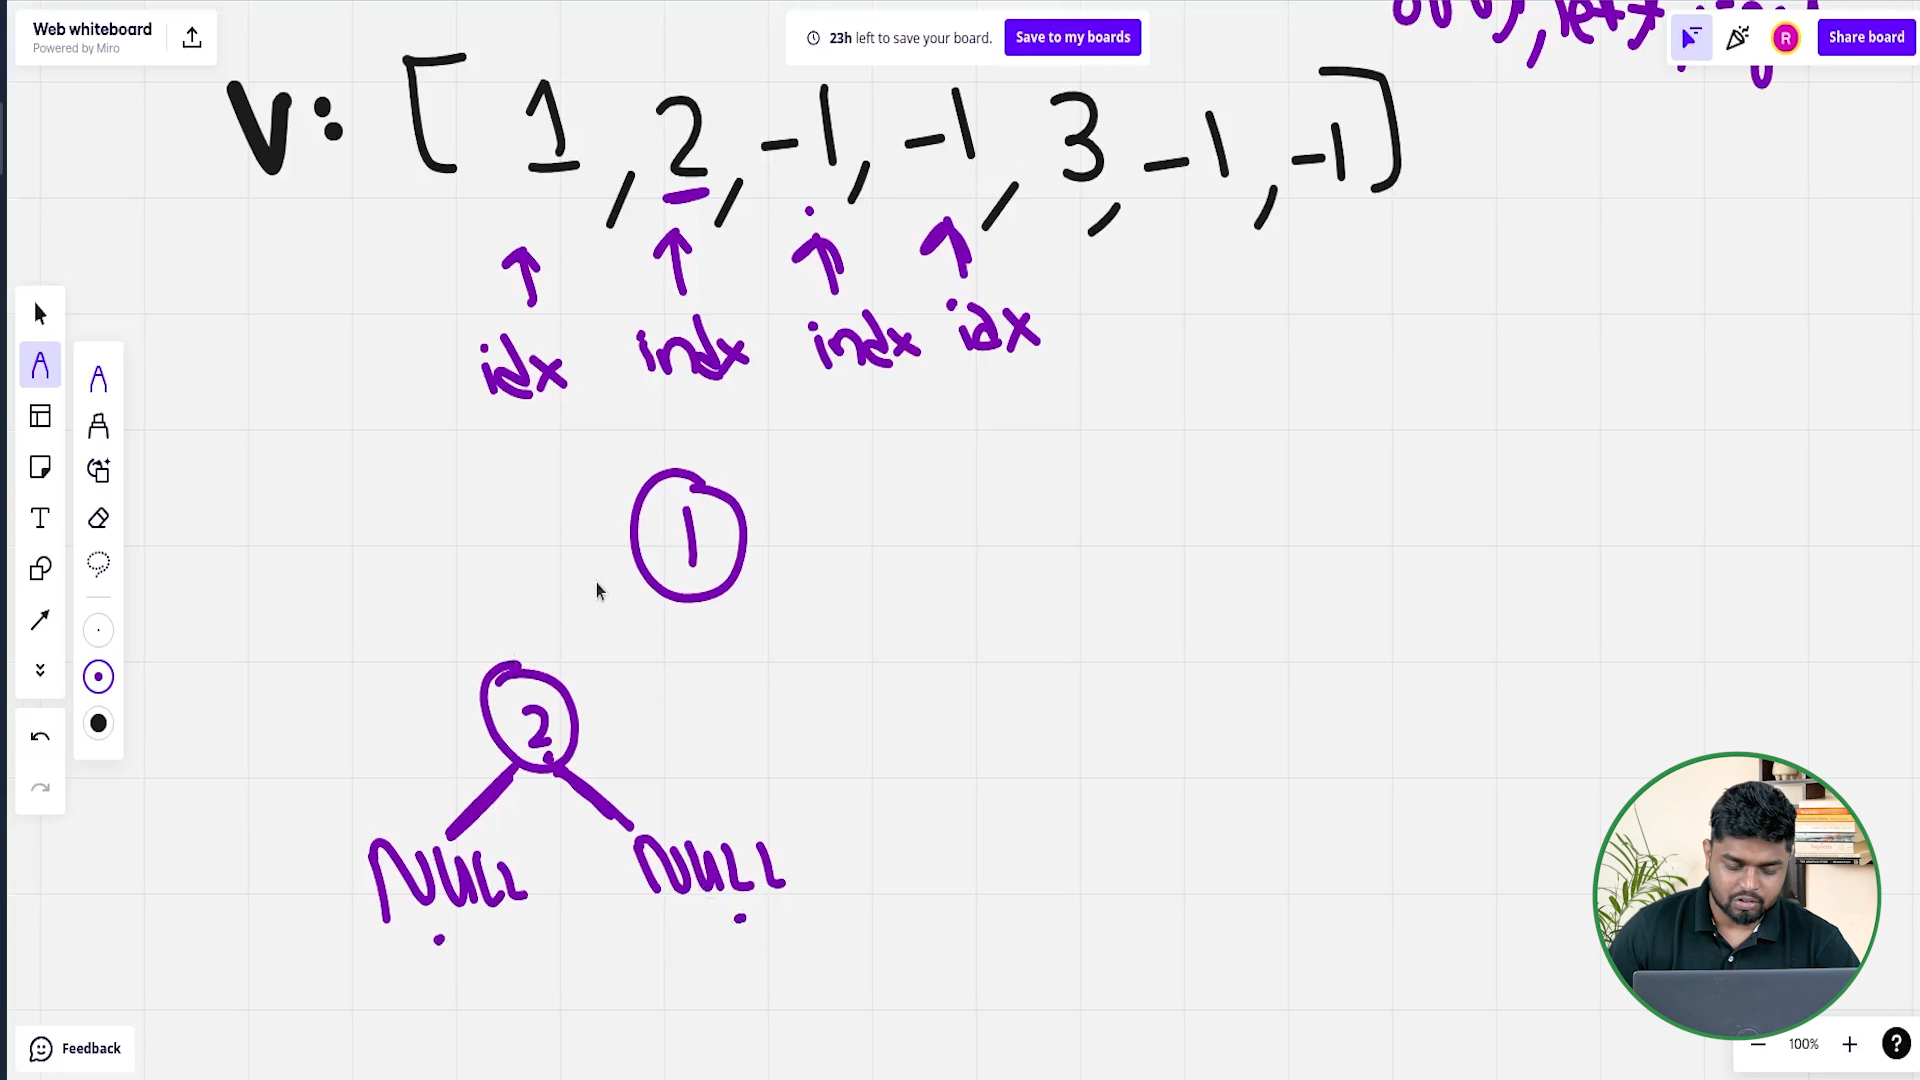 Web whiteboard
Powered by Miro
23h left to save your board.
Save to my boards
Share board
R
V: [ 1, 2, -1, -1, 3, -1, -1]
idx indx indx idx
1
2
NULL NULL
T
Feedback
100%
?